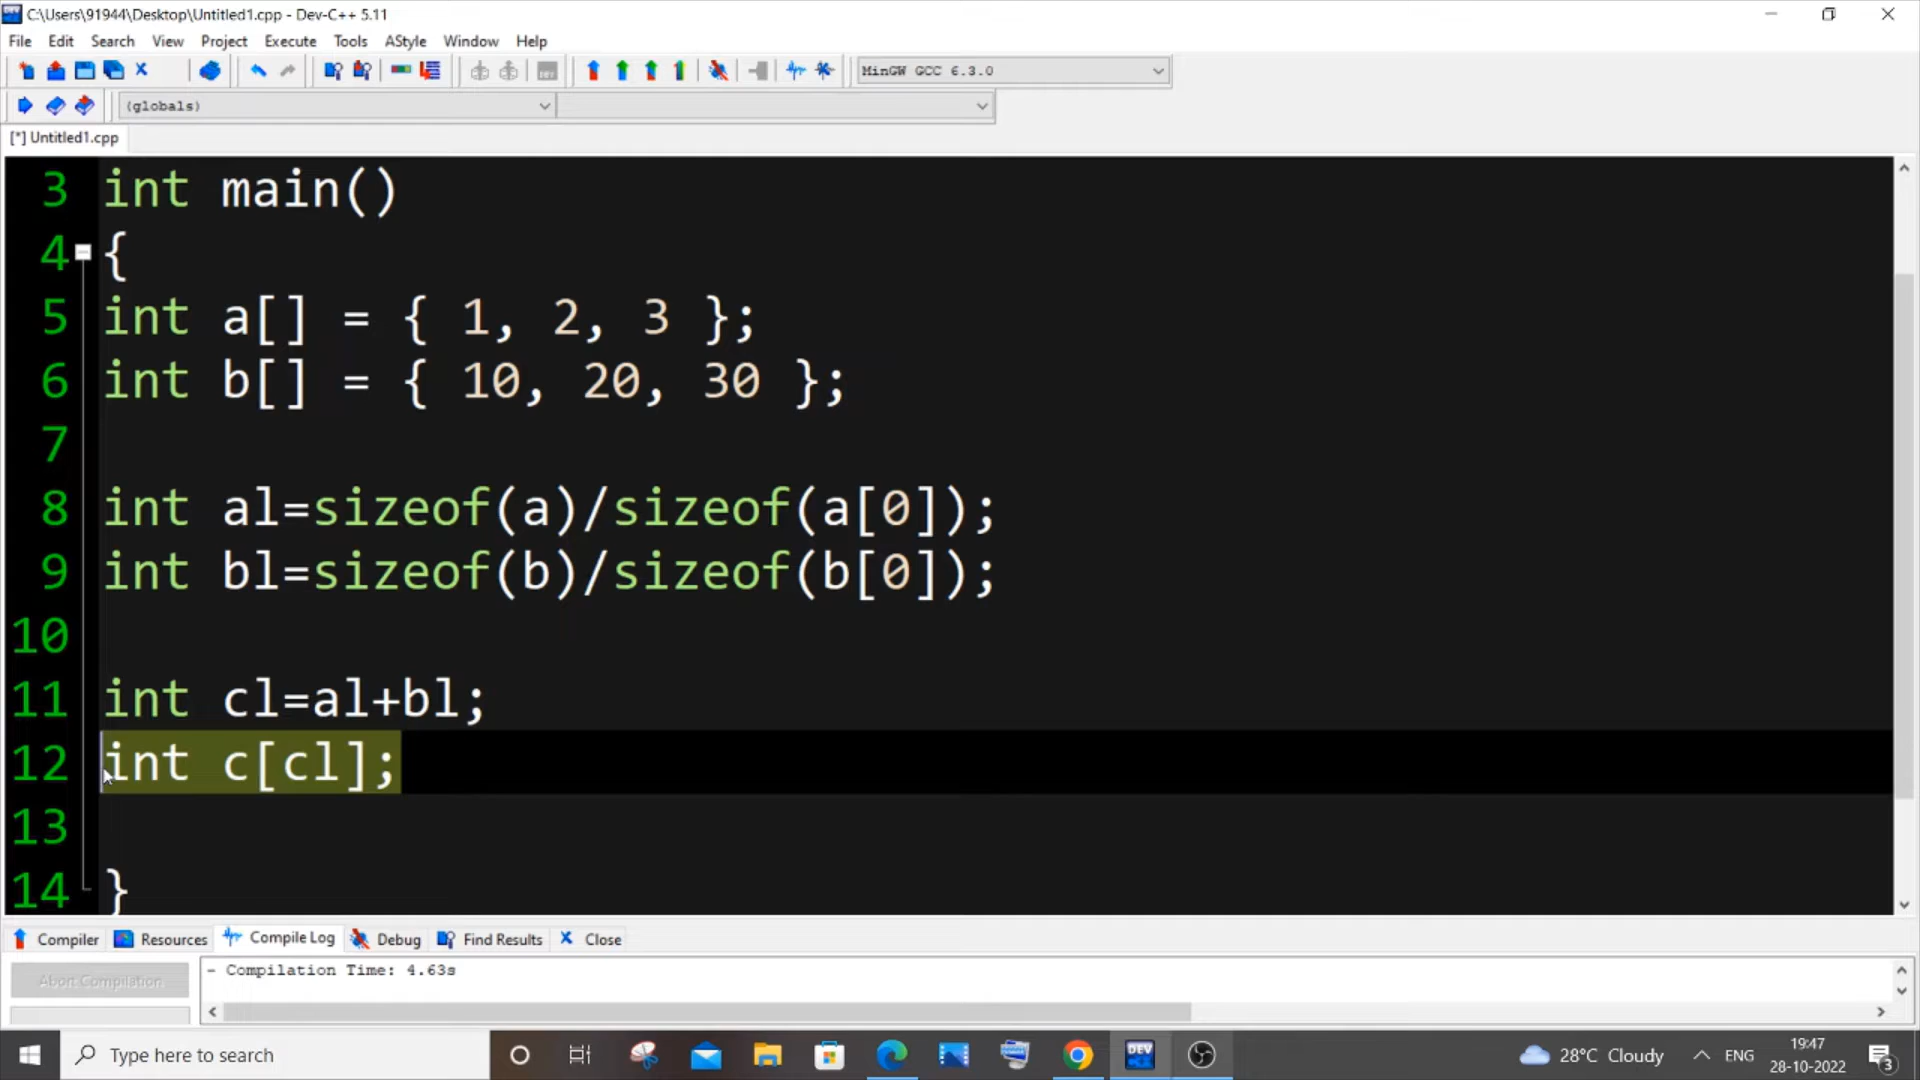 C:\Users\91944\Desktop\Untitled1.cpp - Dev-C++ 5.11
File Edit Search View Project Execute Tools AStyle Window Help
MinGW GCC 6.3.0
(globals)
[*] Untitled1.cpp
3 int main()
4 {
5 int a[] = { 1, 2, 3 };
6 int b[] = { 10, 20, 30 };
7
8 int al=sizeof(a)/sizeof(a[0]);
9 int bl=sizeof(b)/sizeof(b[0]);
10
11 int cl=al+bl;
12 int c[cl];
13
14 }
Compiler Resources Compile Log Debug Find Results Close
Abort Compilation
- Compilation Time: 4.63s
Type here to search
DEV
28°C Cloudy
ENG
19:47
28-10-2022
3